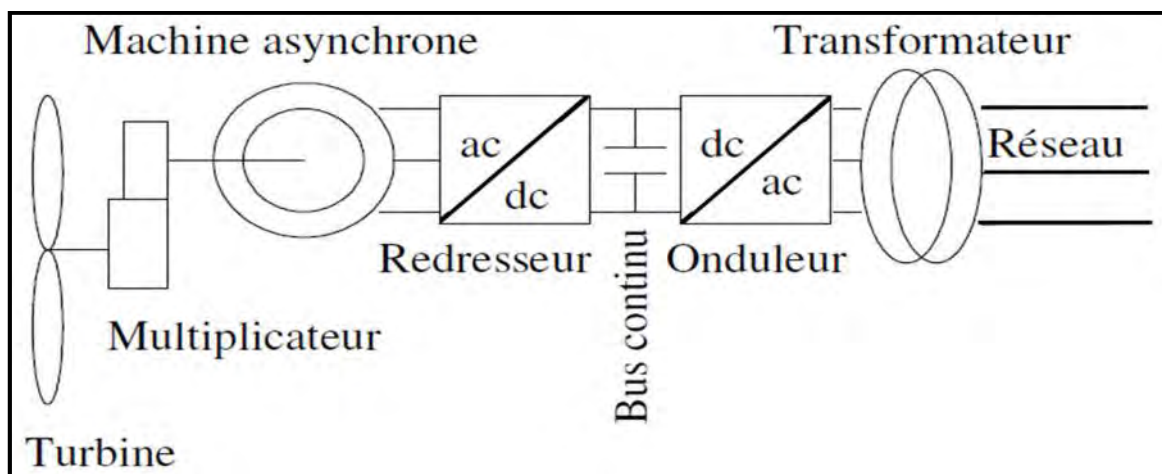 Machine asynchrone
Transformateur
ac
dc
dc
ac
Réseau
Redresseur
Onduleur
Bus continu
Multiplicateur
Turbine